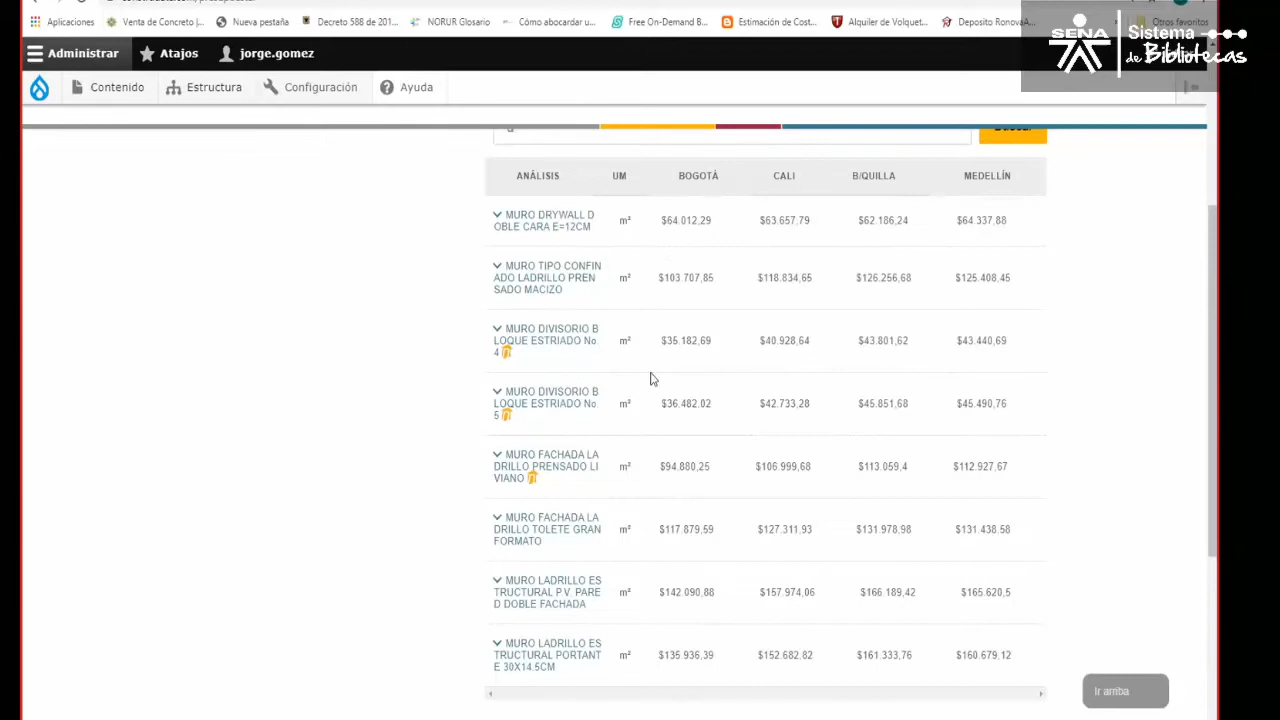 Aplicaciones Venta de Concreto |... Nueva pestaña Decreto 588 de 201... NORUR Glosario Cómo abocardar u... Free On-Demand B... Estimación de Cost... Alquiler de Volquet... Deposito RonovaA... Otros favoritos
SENA Sistema de Bibliotecas
Administrar Atajos jorge.gomez
Contenido Estructura Configuración Ayuda
ANÁLISIS UM BOGOTÁ CALI B/QUILLA MEDELLÍN
MURO DRYWALL D
OBLE CARA E=12CM
m² $64.012,29 $63.657,79 $62.186,24 $64.337,88
MURO TIPO CONFIN
ADO LADRILLO PREN
SADO MACIZO
m² $103.707,85 $118.834,65 $126.256,68 $125.408,45
MURO DIVISORIO B
LOQUE ESTRIADO No.
4
m² $35.182,69 $40.928,64 $43.801,62 $43.440,69
MURO DIVISORIO B
LOQUE ESTRIADO No.
5
m² $36.482,02 $42.733,28 $45.851,68 $45.490,76
MURO FACHADA LA
DRILLO PRENSADO LI
VIANO
m² $94.880,25 $106.999,68 $113.059,4 $112.927,67
MURO FACHADA LA
DRILLO TOLETE GRAN
FORMATO
m² $117.879,59 $127.311,93 $131.978,98 $131.438,58
MURO LADRILLO ES
TRUCTURAL P.V. PARE
D DOBLE FACHADA
m² $142.090,88 $157.974,06 $166.189,42 $165.620,5
MURO LADRILLO ES
TRUCTURAL PORTANT
E 30X14.5CM
m² $135.936,39 $152.682,82 $161.333,76 $160.679,12
Ir arriba